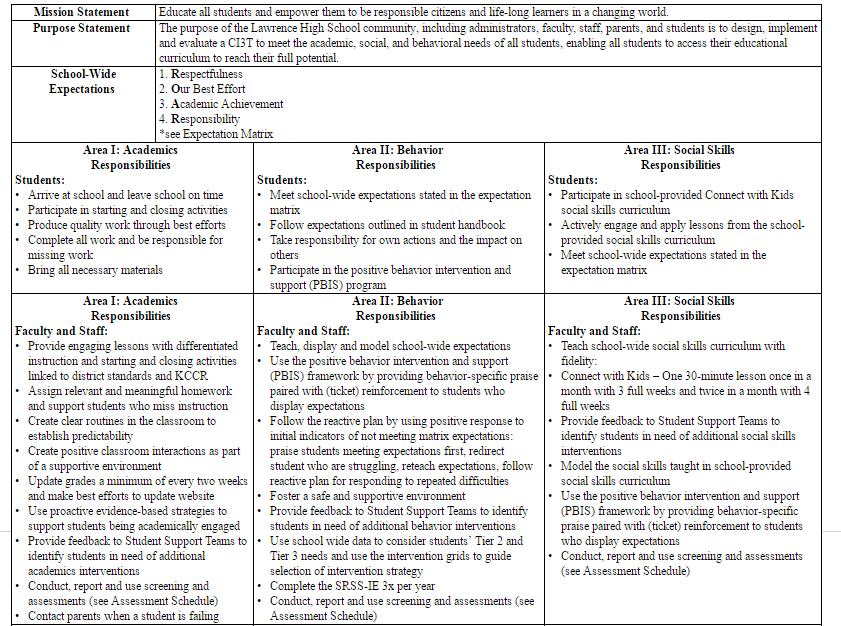 Mission Statement
Educate all students and empower them to be responsible citizens and life-long learners in a changing world.
Purpose Statement
The purpose of the Lawrence High School community, including administrators, faculty, staff, parents, and students is to design, implement
and evaluate a CI3T to meet the academic, social, and behavioral needs of all students, enabling all students to access their educational
curriculum to reach their full potential.
School-Wide
Expectations
1. Respectfulness
2. Our Best Effort
3. Academic Achievement
4. Responsibility
*see Expectation Matrix
Area I: Academics
Responsibilities
Students:
• Arrive at school and leave school on time
• Participate in starting and closing activities
• Produce quality work through best efforts
• Complete all work and be responsible for
missing work
• Bring all necessary materials
Area II: Behavior
Responsibilities
Students:
• Meet school-wide expectations stated in the expectation
matrix
• Follow expectations outlined in student handbook
• Take responsibility for own actions and the impact on
others
• Participate in the positive behavior intervention and
support (PBIS) program
Area III: Social Skills
Responsibilities
Students:
• Participate in school-provided Connect with Kids
social skills curriculum
• Actively engage and apply lessons from the school-
provided social skills curriculum
• Meet school-wide expectations stated in the
expectation matrix
Area I: Academics
Responsibilities
Faculty and Staff:
• Provide engaging lessons with differentiated
instruction and starting and closing activities
linked to district standards and KCCR
• Assign relevant and meaningful homework
and support students who miss instruction
• Create clear routines in the classroom to
establish predictability
• Create positive classroom interactions as part
of a supportive environment
• Update grades a minimum of every two weeks
and make best efforts to update website
• Use proactive evidence-based strategies to
support students being academically engaged
• Provide feedback to Student Support Teams to
identify students in need of additional
academics interventions
• Conduct, report and use screening and
assessments (see Assessment Schedule)
• Contact parents when a student is failing
Area II: Behavior
Responsibilities
Faculty and Staff:
• Teach, display and model school-wide expectations
• Use the positive behavior intervention and support
(PBIS) framework by providing behavior-specific praise
paired with (ticket) reinforcement to students who
display expectations
• Follow the reactive plan by using positive response to
initial indicators of not meeting matrix expectations:
praise students meeting expectations first, redirect
student who are struggling, reteach expectations, follow
reactive plan for responding to repeated difficulties
• Foster a safe and supportive environment
• Provide feedback to Student Support Teams to identify
students in need of additional behavior interventions
• Use school wide data to consider students' Tier 2 and
Tier 3 needs and use the intervention grids to guide
selection of intervention strategy
• Complete the SRSS-IE 3x per year
• Conduct, report and use screening and assessments (see
Assessment Schedule)
Area III: Social Skills
Responsibilities
Faculty and Staff:
• Teach school-wide social skills curriculum with
fidelity:
• Connect with Kids – One 30-minute lesson once in a
month with 3 full weeks and twice in a month with 4
full weeks
• Provide feedback to Student Support Teams to
identify students in need of additional social skills
interventions
• Model the social skills taught in school-provided
social skills curriculum
• Use the positive behavior intervention and support
(PBIS) framework by providing behavior-specific
praise paired with (ticket) reinforcement to students
who display expectations
• Conduct, report and use screening and assessments
(see Assessment Schedule)